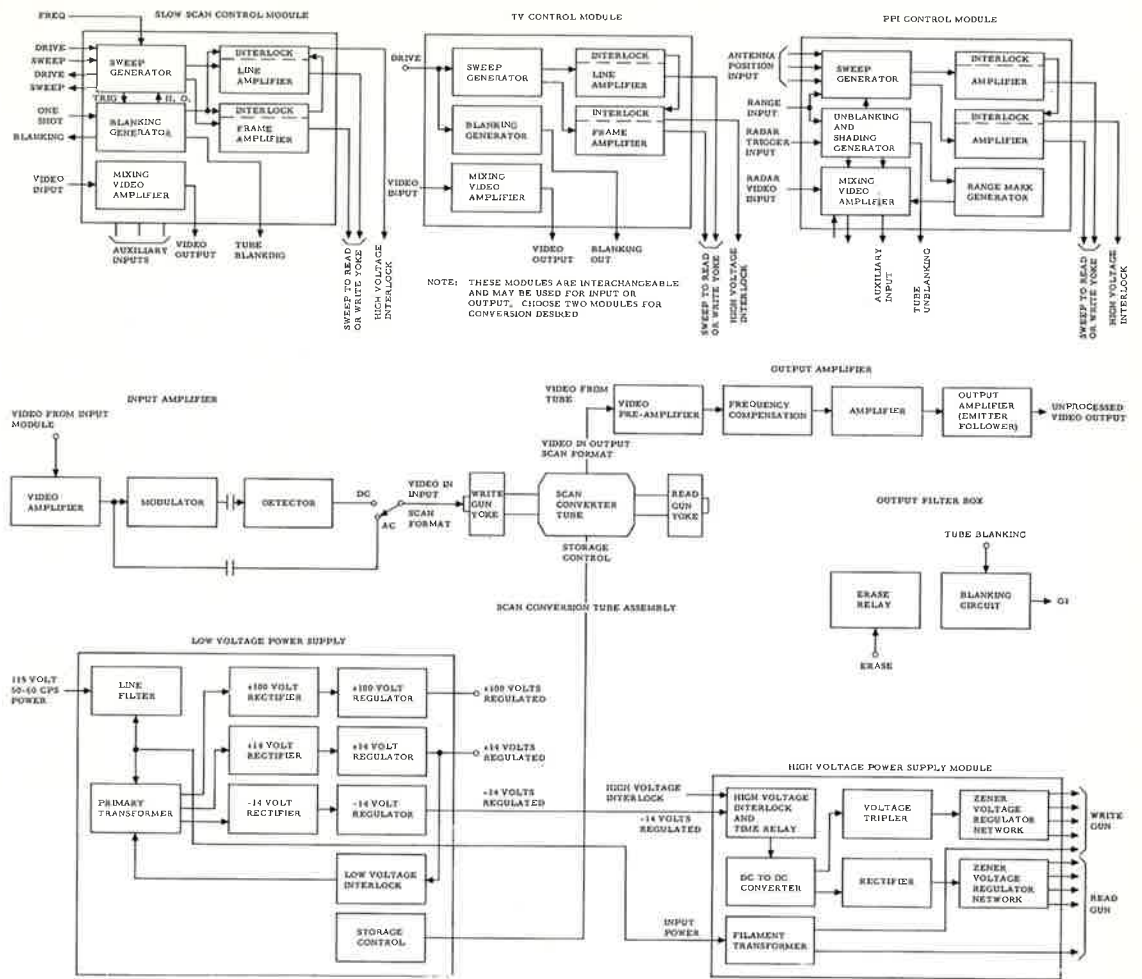 SLOW SCAN CONTROL MODULE
FREQ
DRIVE
SWEEP
DRIVE
SWEEP
ONE
SHOT
BLANKING
VIDEO
INPUT
SWEEP
GENERATOR
TRIG
H. O.
BLANKING
GENERATOR
MIXING
VIDEO
AMPLIFIER
INTERLOCK
LINE
AMPLIFIER
INTERLOCK
FRAME
AMPLIFIER
AUXILIARY
INPUTS
VIDEO
OUTPUT
TUBE
BLANKING
SWEEP TO READ
OR WRITE YOKE
HIGH VOLTAGE
INTERLOCK
TV CONTROL MODULE
DRIVE
VIDEO
INPUT
SWEEP
GENERATOR
BLANKING
GENERATOR
MIXING
VIDEO
AMPLIFIER
INTERLOCK
LINE
AMPLIFIER
INTERLOCK
FRAME
AMPLIFIER
VIDEO
OUTPUT
BLANKING
OUT
SWEEP TO READ
OR WRITE YOKE
HIGH VOLTAGE
INTERLOCK
NOTE: THESE MODULES ARE INTERCHANGEABLE
AND MAY BE USED FOR INPUT OR
OUTPUT. CHOOSE TWO MODULES FOR
CONVERSION DESIRED
PPI CONTROL MODULE
ANTENNA
POSITION
INPUT
RANGE
INPUT
RADAR
TRIGGER
INPUT
RADAR
VIDEO
INPUT
SWEEP
GENERATOR
UNBLANKING
AND
SHADING
GENERATOR
MIXING
VIDEO
AMPLIFIER
INTERLOCK
AMPLIFIER
INTERLOCK
AMPLIFIER
RANGE MARK
GENERATOR
AUXILIARY
INPUT
TUBE
UNBLANKING
SWEEP TO READ
OR WRITE YOKE
HIGH VOLTAGE
INTERLOCK
INPUT AMPLIFIER
VIDEO FROM INPUT
MODULE
VIDEO
AMPLIFIER
MODULATOR
DETECTOR
DC
AC
VIDEO IN
INPUT
SCAN
FORMAT
WRITE
GUN
YOKE
SCAN
CONVERTER
TUBE
READ
GUN
YOKE
STORAGE
CONTROL
VIDEO FROM
TUBE
VIDEO IN OUTPUT
SCAN FORMAT
OUTPUT AMPLIFIER
VIDEO
PRE-AMPLIFIER
FREQUENCY
COMPENSATION
AMPLIFIER
OUTPUT
AMPLIFIER
(EMITTER
FOLLOWER)
UNPROCESSED
VIDEO OUTPUT
OUTPUT FILTER BOX
TUBE BLANKING
ERASE
RELAY
BLANKING
CIRCUIT
G1
ERASE
SCAN CONVERSION TUBE ASSEMBLY
LOW VOLTAGE POWER SUPPLY
115 VOLT
50-60 CPS
POWER
LINE
FILTER
PRIMARY
TRANSFORMER
+100 VOLT
RECTIFIER
+100 VOLT
REGULATOR
+100 VOLTS
REGULATED
+14 VOLT
RECTIFIER
+14 VOLT
REGULATOR
+14 VOLTS
REGULATED
-14 VOLT
RECTIFIER
-14 VOLT
REGULATOR
-14 VOLTS
REGULATED
LOW VOLTAGE
INTERLOCK
STORAGE
CONTROL
HIGH VOLTAGE POWER SUPPLY MODULE
HIGH VOLTAGE
INTERLOCK
-14 VOLTS
REGULATED
INPUT
POWER
HIGH VOLTAGE
INTERLOCK
AND
TIME RELAY
DC TO DC
CONVERTER
FILAMENT
TRANSFORMER
VOLTAGE
TRIPLER
RECTIFIER
ZENER
VOLTAGE
REGULATOR
NETWORK
ZENER
VOLTAGE
REGULATOR
NETWORK
WRITE
GUN
READ
GUN